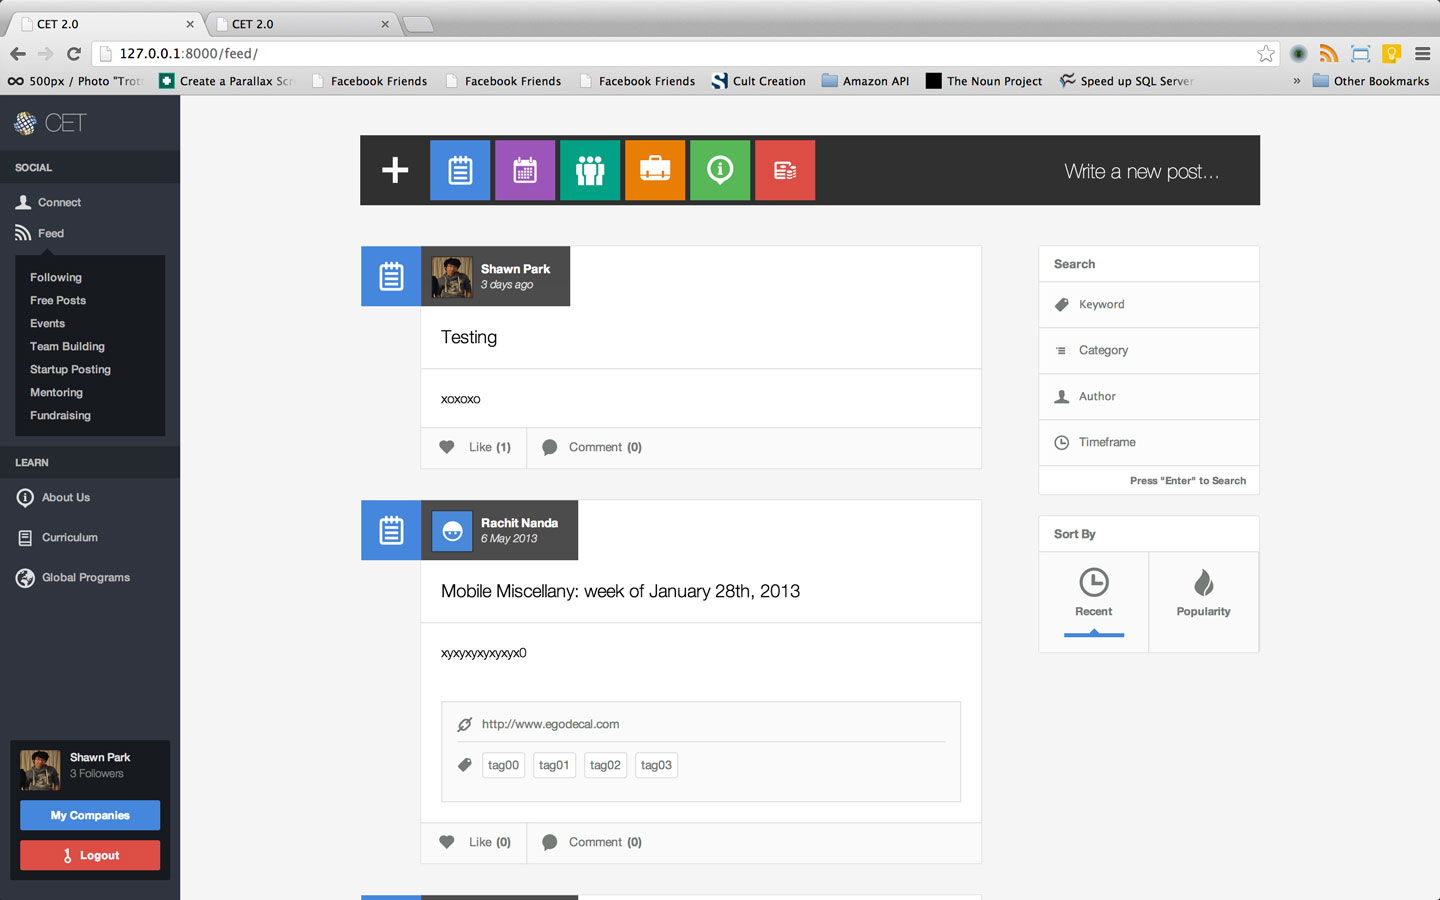 CET 2.0
CET 2.0
127.0.0.1:8000/feed/
500px / Photo "Trot
Create a Parallax Scr
Facebook Friends
Facebook Friends
Facebook Friends
Cult Creation
Amazon API
The Noun Project
Speed up SQL Server
»
Other Bookmarks
CET
SOCIAL
Connect
Feed
Following
Free Posts
Events
Team Building
Startup Posting
Mentoring
Fundraising
LEARN
About Us
Curriculum
Global Programs
Shawn Park
3 Followers
My Companies
Logout
Write a new post...
Shawn Park
3 days ago
Testing
xoxoxo
Like (1)
Comment (0)
Rachit Nanda
6 May 2013
Mobile Miscellany: week of January 28th, 2013
xyxyxyxyxyxyx0
http://www.egodecal.com
tag00
tag01
tag02
tag03
Like (0)
Comment (0)
Search
Keyword
Category
Author
Timeframe
Press "Enter" to Search
Sort By
Recent
Popularity